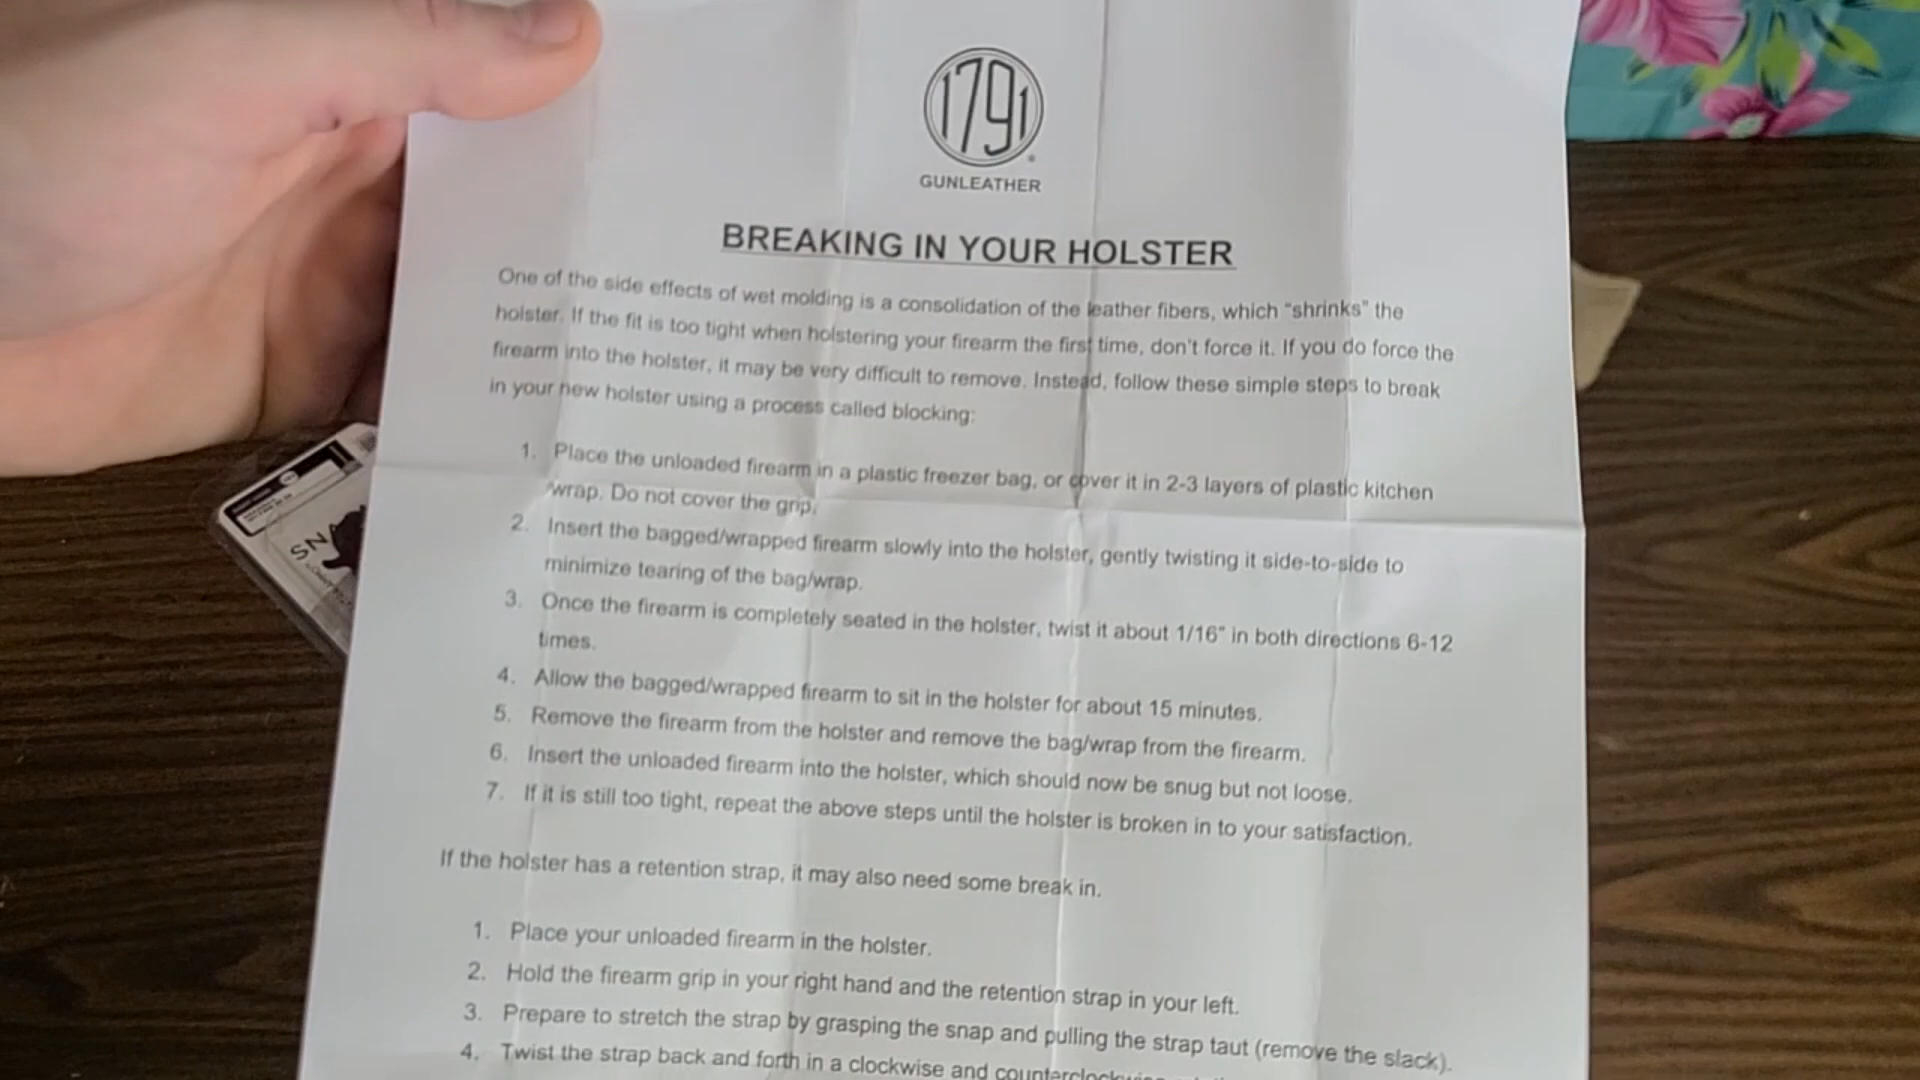 1791
GUNLEATHER
BREAKING IN YOUR HOLSTER
One of the side effects of wet molding is a consolidation of the leather fibers, which “shrinks” the
holster. If the fit is too tight when holstering your firearm the first time, don't force it. If you do force the
firearm into the holster, it may be very difficult to remove. Instead, follow these simple steps to break
in your new holster using a process called blocking:
1. Place the unloaded firearm in a plastic freezer bag, or cover it in 2-3 layers of plastic kitchen
wrap. Do not cover the grip.
2. Insert the bagged/wrapped firearm slowly into the holster, gently twisting it side-to-side to
minimize tearing of the bag/wrap.
3. Once the firearm is completely seated in the holster, twist it about 1/16” in both directions 6-12
times.
4. Allow the bagged/wrapped firearm to sit in the holster for about 15 minutes.
5. Remove the firearm from the holster and remove the bag/wrap from the firearm.
6. Insert the unloaded firearm into the holster, which should now be snug but not loose.
7. If it is still too tight, repeat the above steps until the holster is broken in to your satisfaction.
If the holster has a retention strap, it may also need some break in.
1. Place your unloaded firearm in the holster.
2. Hold the firearm grip in your right hand and the retention strap in your left.
3. Prepare to stretch the strap by grasping the snap and pulling the strap taut (remove the slack).
4. Twist the strap back and forth in a clockwise and
SN